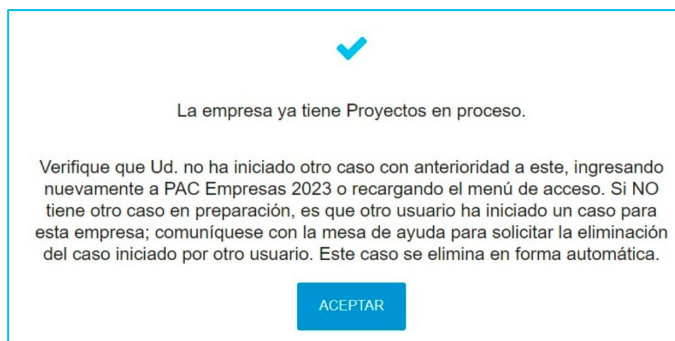 La empresa ya tiene Proyectos en proceso.
Verifique que Ud. no ha iniciado otro caso con anterioridad a este, ingresando
nuevamente a PAC Empresas 2023 o recargando el menú de acceso. Si NO
tiene otro caso en preparación, es que otro usuario ha iniciado un caso para
esta empresa; comuníquese con la mesa de ayuda para solicitar la eliminación
del caso iniciado por otro usuario. Este caso se elimina en forma automática.
ACEPTAR